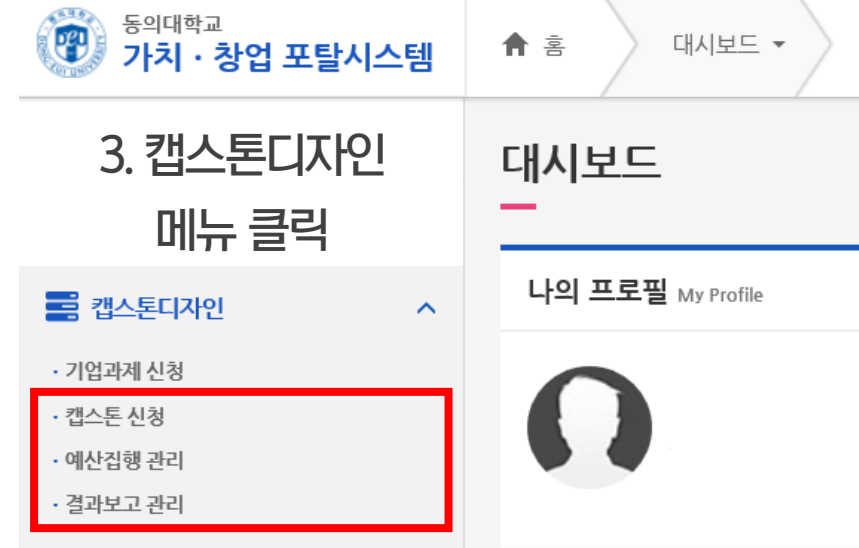 동의대학교
가치 · 창업 포탈시스템
홈
대시보드
3. 캡스톤디자인
메뉴 클릭
캡스톤디자인
· 기업과제 신청
· 캡스톤 신청
· 예산집행 관리
· 결과보고 관리
대시보드
나의 프로필 My Profile